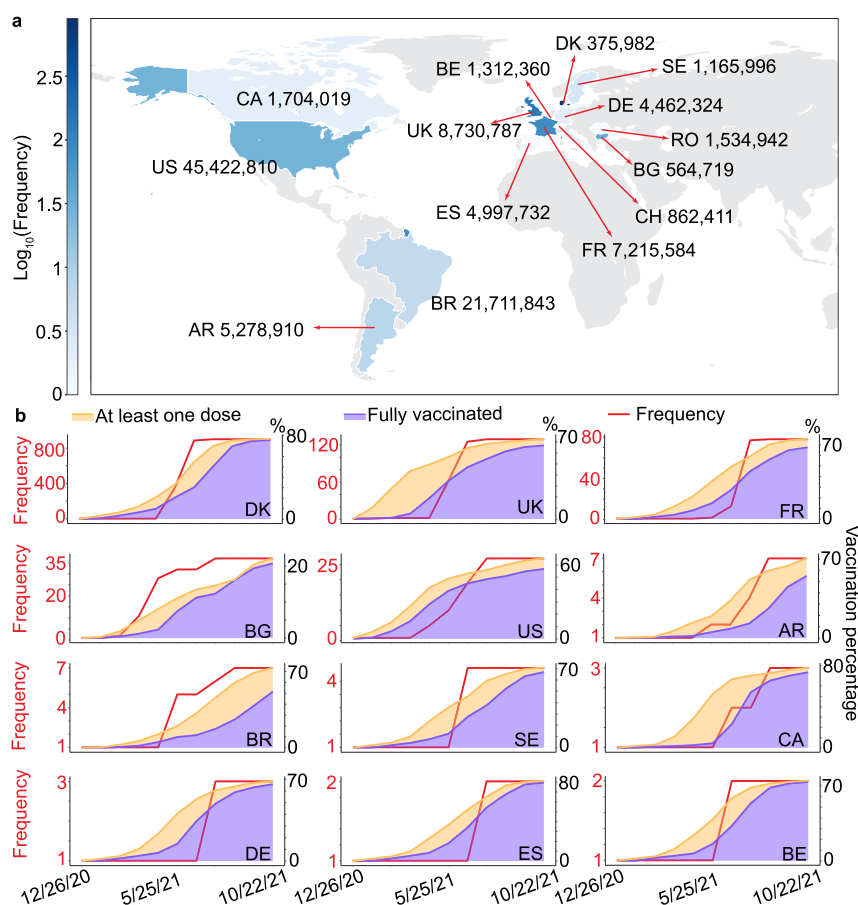 a
Log10(Frequency)
2.5
2
1.5
1
0.5
0
DK 375,982
BE 1,312,360
SE 1,165,996
CA 1,704,019
DE 4,462,324
UK 8,730,787
RO 1,534,942
US 45,422,810
BG 564,719
ES 4,997,732
CH 862,411
FR 7,215,584
BR 21,711,843
AR 5,278,910
b
At least one dose
Fully vaccinated
Frequency
Frequency
800
400
0
DK
%
80
0
120
60
0
UK
%
70
0
80
40
0
FR
%
70
0
Frequency
35
20
0
BG
20
0
25
0
US
60
0
7
4
1
AR
70
0
Vaccination percentage
Frequency
7
4
1
BR
70
0
4
1
SE
70
0
3
1
CA
80
0
Frequency
3
1
DE
70
0
2
1
ES
80
0
2
1
BE
70
0
12/26/20
5/25/21
10/22/21
12/26/20
5/25/21
10/22/21
12/26/20
5/25/21
10/22/21